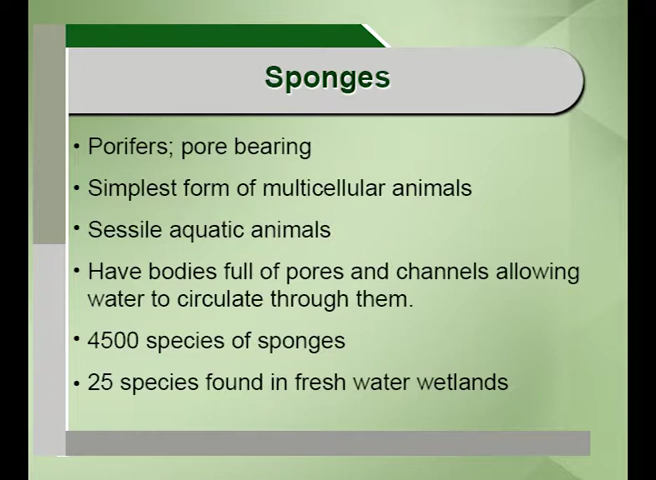 Sponges
• Porifers; pore bearing
• Simplest form of multicellular animals
• Sessile aquatic animals
• Have bodies full of pores and channels allowing
water to circulate through them.
• 4500 species of sponges
• 25 species found in fresh water wetlands